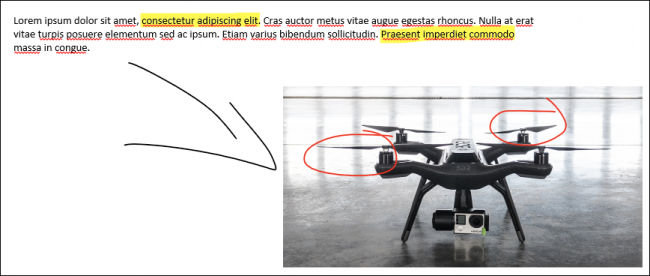 Lorem ipsum dolor sit amet, consectetur adipiscing elit. Cras auctor metus vitae augue egestas rhoncus. Nulla at erat
vitae turpis posuere elementum sed ac ipsum. Etiam varius bibendum sollicitudin. Praesent imperdiet commodo
massa in congue.